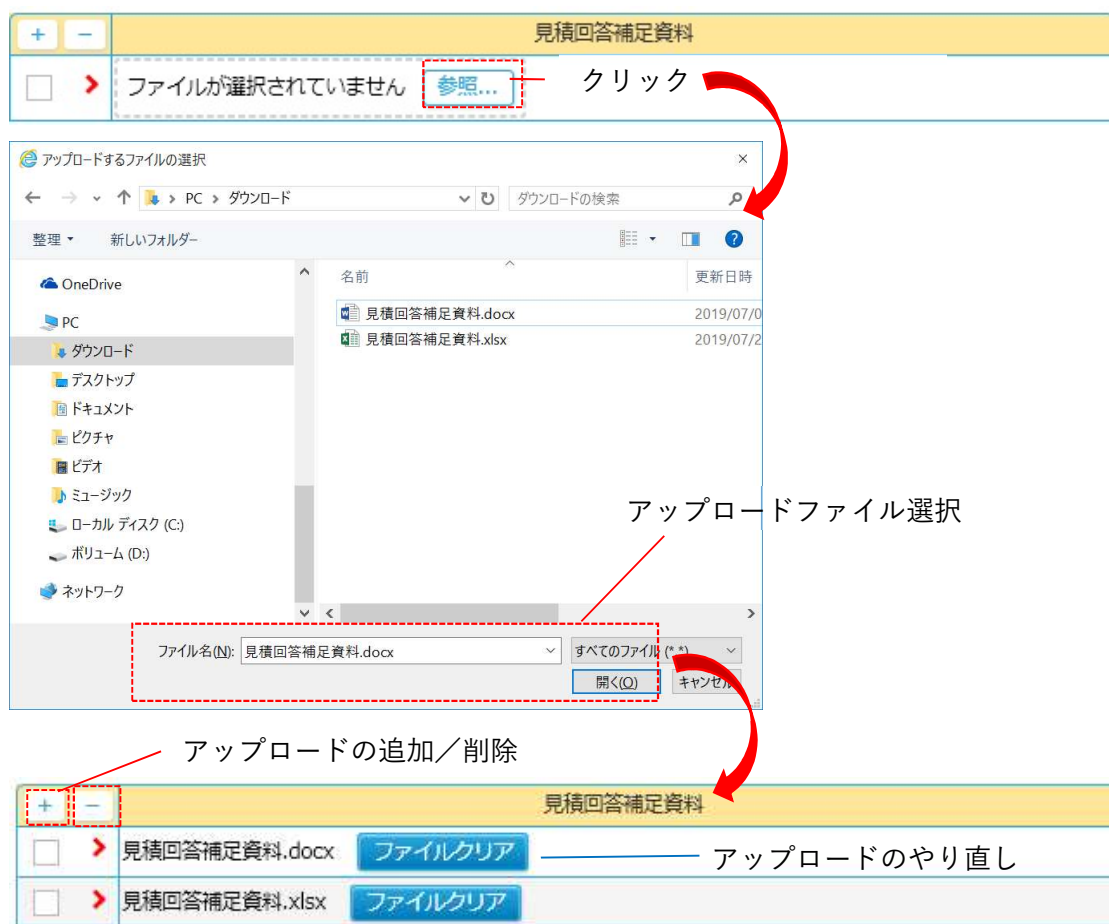 + − 見積回答補足資料
ファイルが選択されていません 参照... クリック
アップロードするファイルの選択
PC > ダウンロード ダウンロードの検索
整理 新しいフォルダー
名前 更新日時
OneDrive
PC
ダウンロード
デスクトップ
ドキュメント
ピクチャ
ビデオ
ミュージック
ローカル ディスク (C:)
ボリューム (D:)
ネットワーク
見積回答補足資料.docx 2019/07/0
見積回答補足資料.xlsx 2019/07/2
アップロードファイル選択
ファイル名(N): 見積回答補足資料.docx すべてのファイル (*.*)
開く(O) キャンセル
アップロードの追加／削除
+ − 見積回答補足資料
見積回答補足資料.docx ファイルクリア アップロードのやり直し
見積回答補足資料.xlsx ファイルクリア